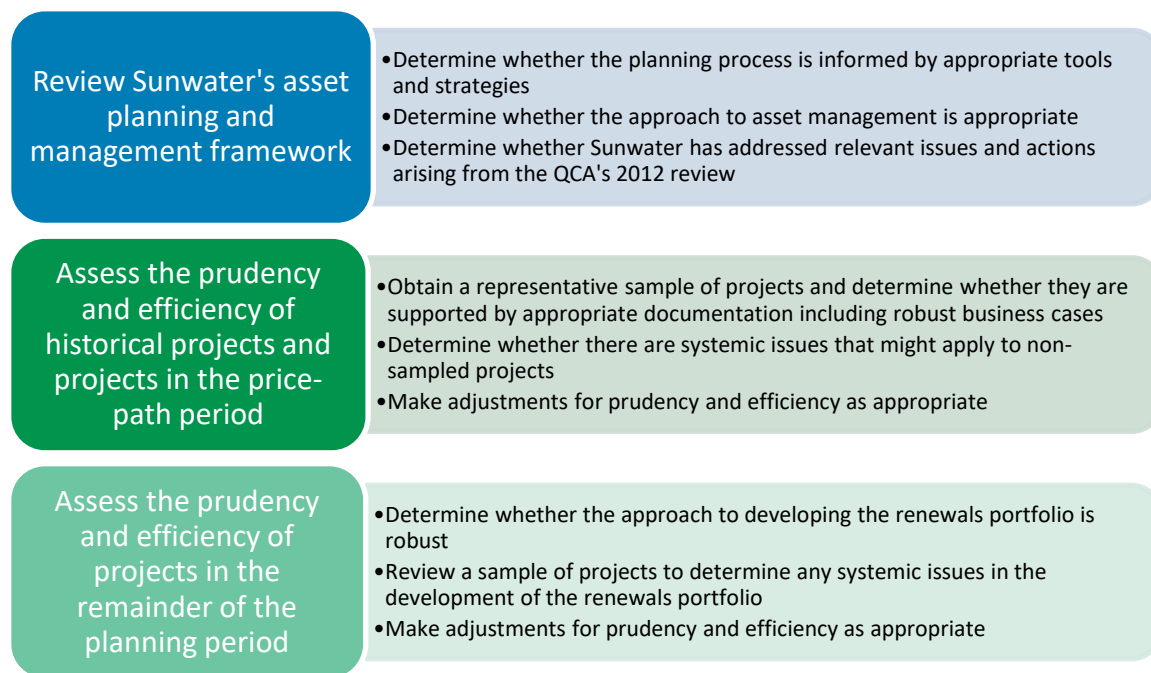 Review Sunwater's asset
planning and
management framework
•Determine whether the planning process is informed by appropriate tools
and strategies
•Determine whether the approach to asset management is appropriate
•Determine whether Sunwater has addressed relevant issues and actions
arising from the QCA's 2012 review
Assess the prudency
and efficiency of
historical projects and
projects in the price-
path period
•Obtain a representative sample of projects and determine whether they are
supported by appropriate documentation including robust business cases
•Determine whether there are systemic issues that might apply to non-
sampled projects
•Make adjustments for prudency and efficiency as appropriate
Assess the prudency
and efficiency of
projects in the
remainder of the
planning period
•Determine whether the approach to developing the renewals portfolio is
robust
•Review a sample of projects to determine any systemic issues in the
development of the renewals portfolio
•Make adjustments for prudency and efficiency as appropriate